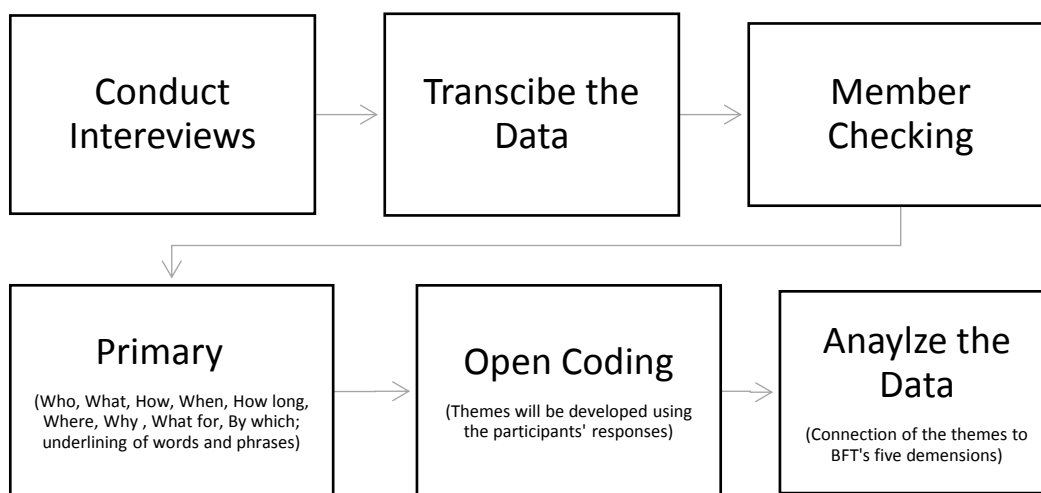 Conduct
Intereviews
Transcibe the
Data
Member
Checking
Primary
(Who, What, How, When, How long,
Where, Why , What for, By which;
underlining of words and phrases)
Open Coding
(Themes will be developed using
the participants' responses)
Anaylze the
Data
(Connection of the themes to
BFT's five demensions)